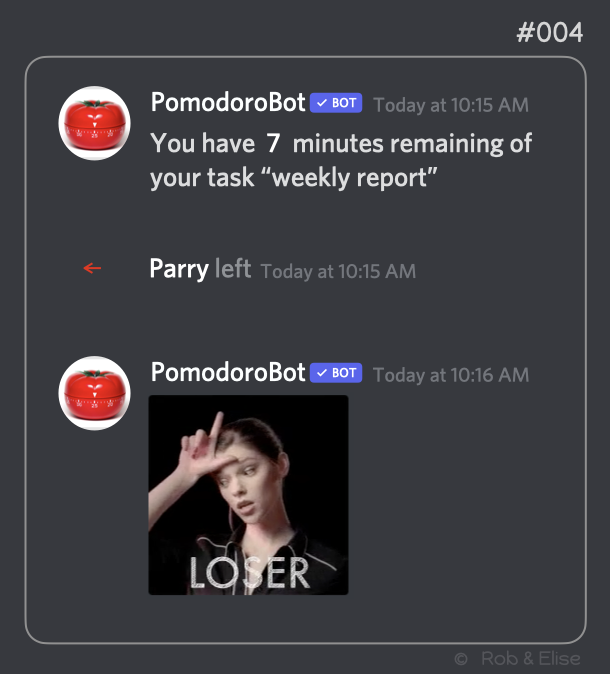 #004
PomodoroBot ✓ BOT Today at 10:15 AM
You have 7 minutes remaining of
your task “weekly report”
← Parry left Today at 10:15 AM
PomodoroBot ✓ BOT Today at 10:16 AM
LOSER
© Rob & Elise